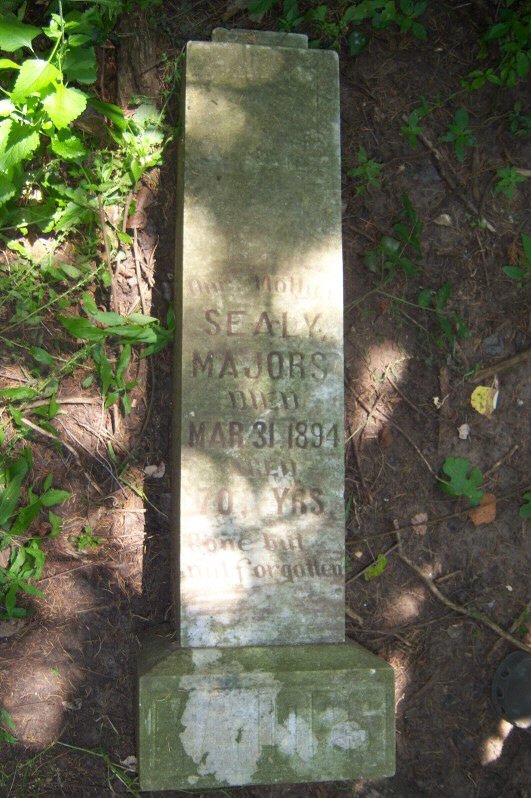 Our Mother
SEALY,
MAJORS
DIED
MAR 31 1894
AGED
70, YRS.
Gone but
not forgotten